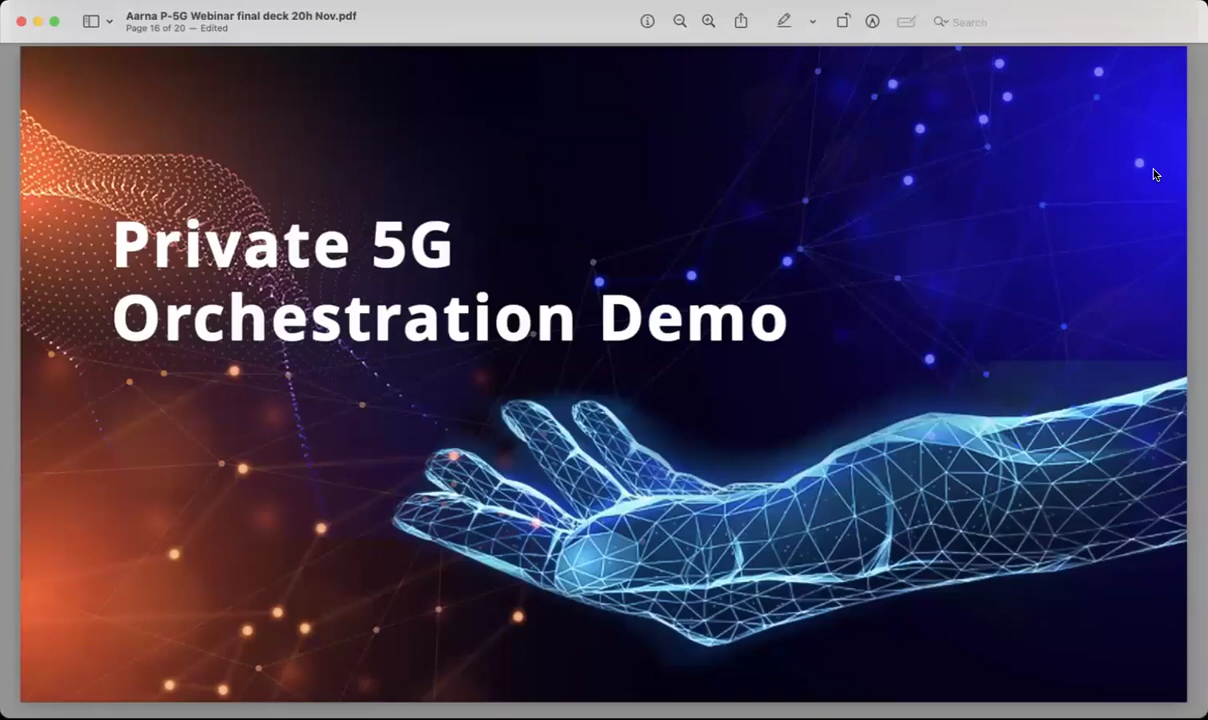 Aarna P-5G Webinar final deck 20h Nov.pdf
Page 16 of 20 — Edited
Search
Private 5G
Orchestration Demo